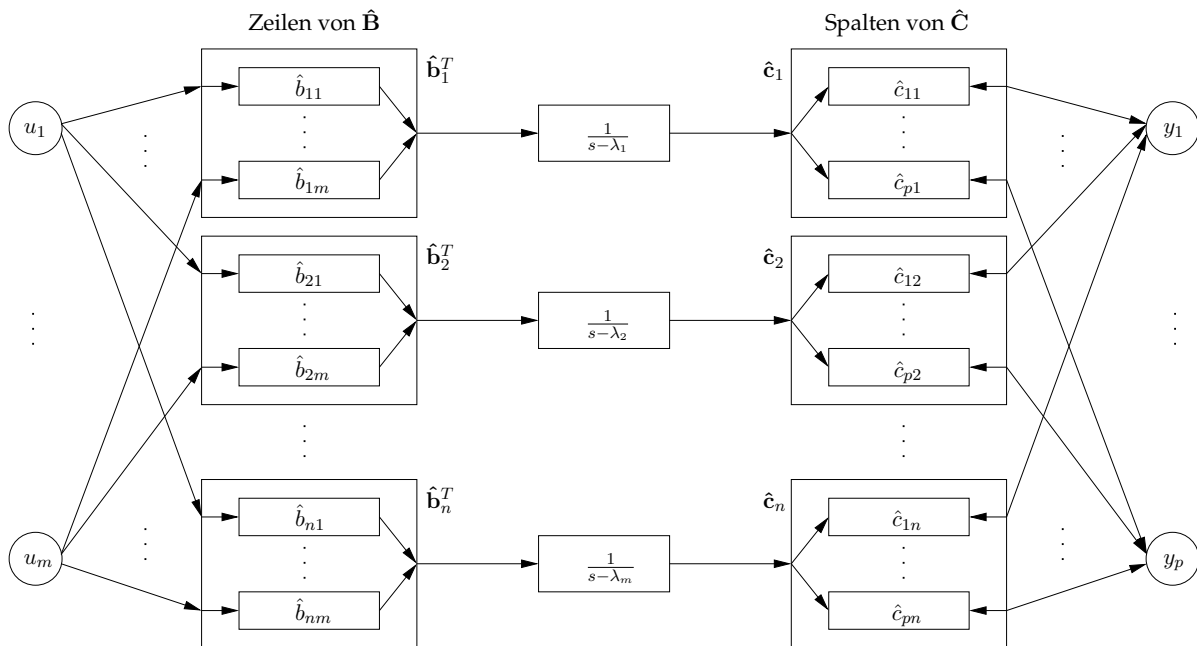 Zeilen von B̂
Spalten von Ĉ
b̂₁ᵀ
ĉ₁
b̂₁₁
ĉ₁₁
u₁
1/(s−λ₁)
y₁
b̂₁ₘ
ĉₚ₁
b̂₂ᵀ
ĉ₂
b̂₂₁
ĉ₁₂
1/(s−λ₂)
b̂₂ₘ
ĉₚ₂
b̂ₙᵀ
ĉₙ
b̂ₙ₁
ĉ₁ₙ
uₘ
1/(s−λₘ)
yₚ
b̂ₙₘ
ĉₚₙ